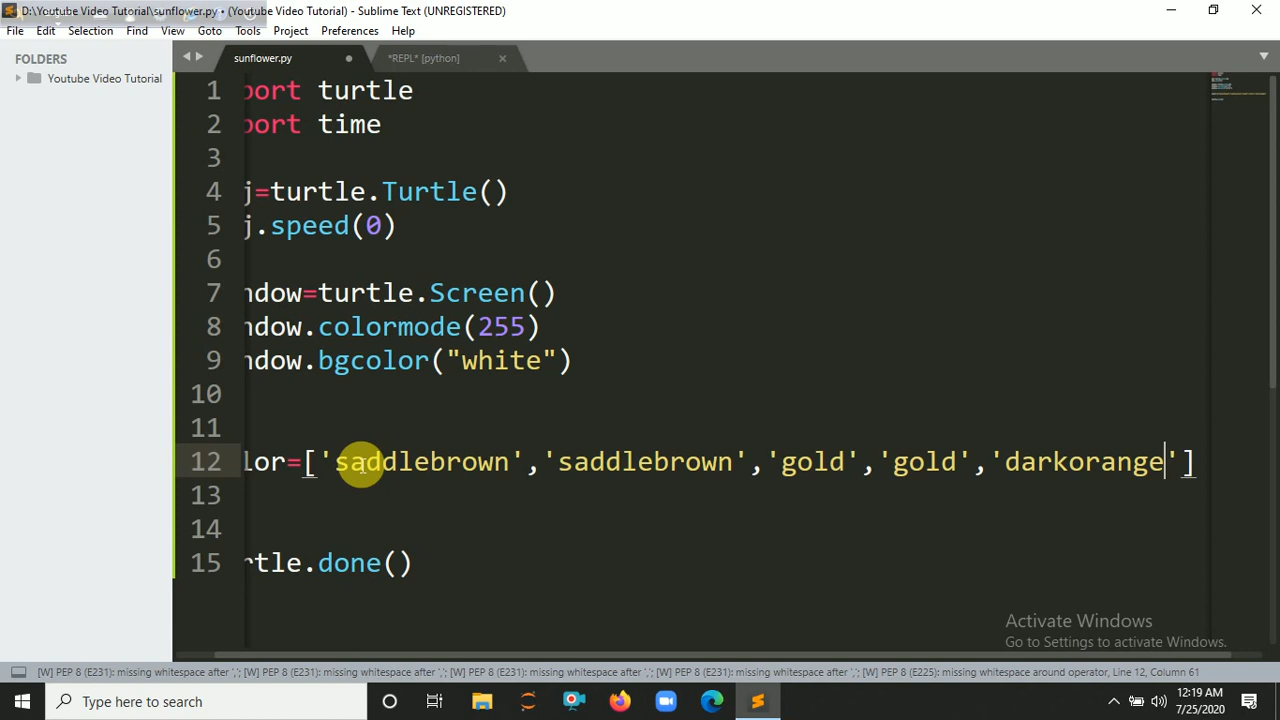 D:\Youtube Video Tutorial\sunflower.py • (Youtube Video Tutorial) - Sublime Text (UNREGISTERED)
File Edit Selection Find View Goto Tools Project Preferences Help
FOLDERS
Youtube Video Tutorial
sunflower.py
*REPL* [python]
1 port turtle
2 port time
3
4 j=turtle.Turtle()
5 j.speed(0)
6
7 ndow=turtle.Screen()
8 ndow.colormode(255)
9 ndow.bgcolor("white")
10
11
12 lor=['saddlebrown','saddlebrown','gold','gold','darkorange']
13
14
15 rtle.done()
Activate Windows
Go to Settings to activate Windows.
[W] PEP 8 (E231): missing whitespace after ','; [W] PEP 8 (E231): missing whitespace after ','; [W] PEP 8 (E231): missing whitespace after ','; [W] PEP 8 (E231): missing whitespace after ','; [W] PEP 8 (E225): missing whitespace around operator, Line 12, Column 61
Type here to search
12:19 AM
7/25/2020